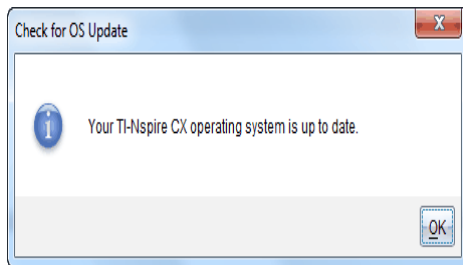 Check for OS Update
Your TI-Nspire CX operating system is up to date.
OK